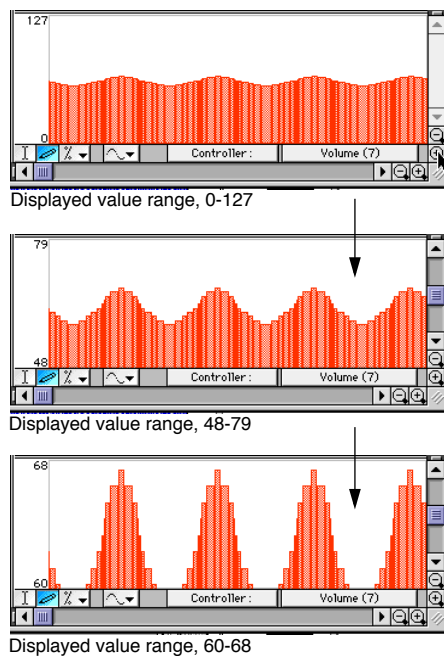 127
0
% Controller : Volume (7)
Displayed value range, 0-127
79
48
% Controller : Volume (7)
Displayed value range, 48-79
68
60
% Controller : Volume (7)
Displayed value range, 60-68